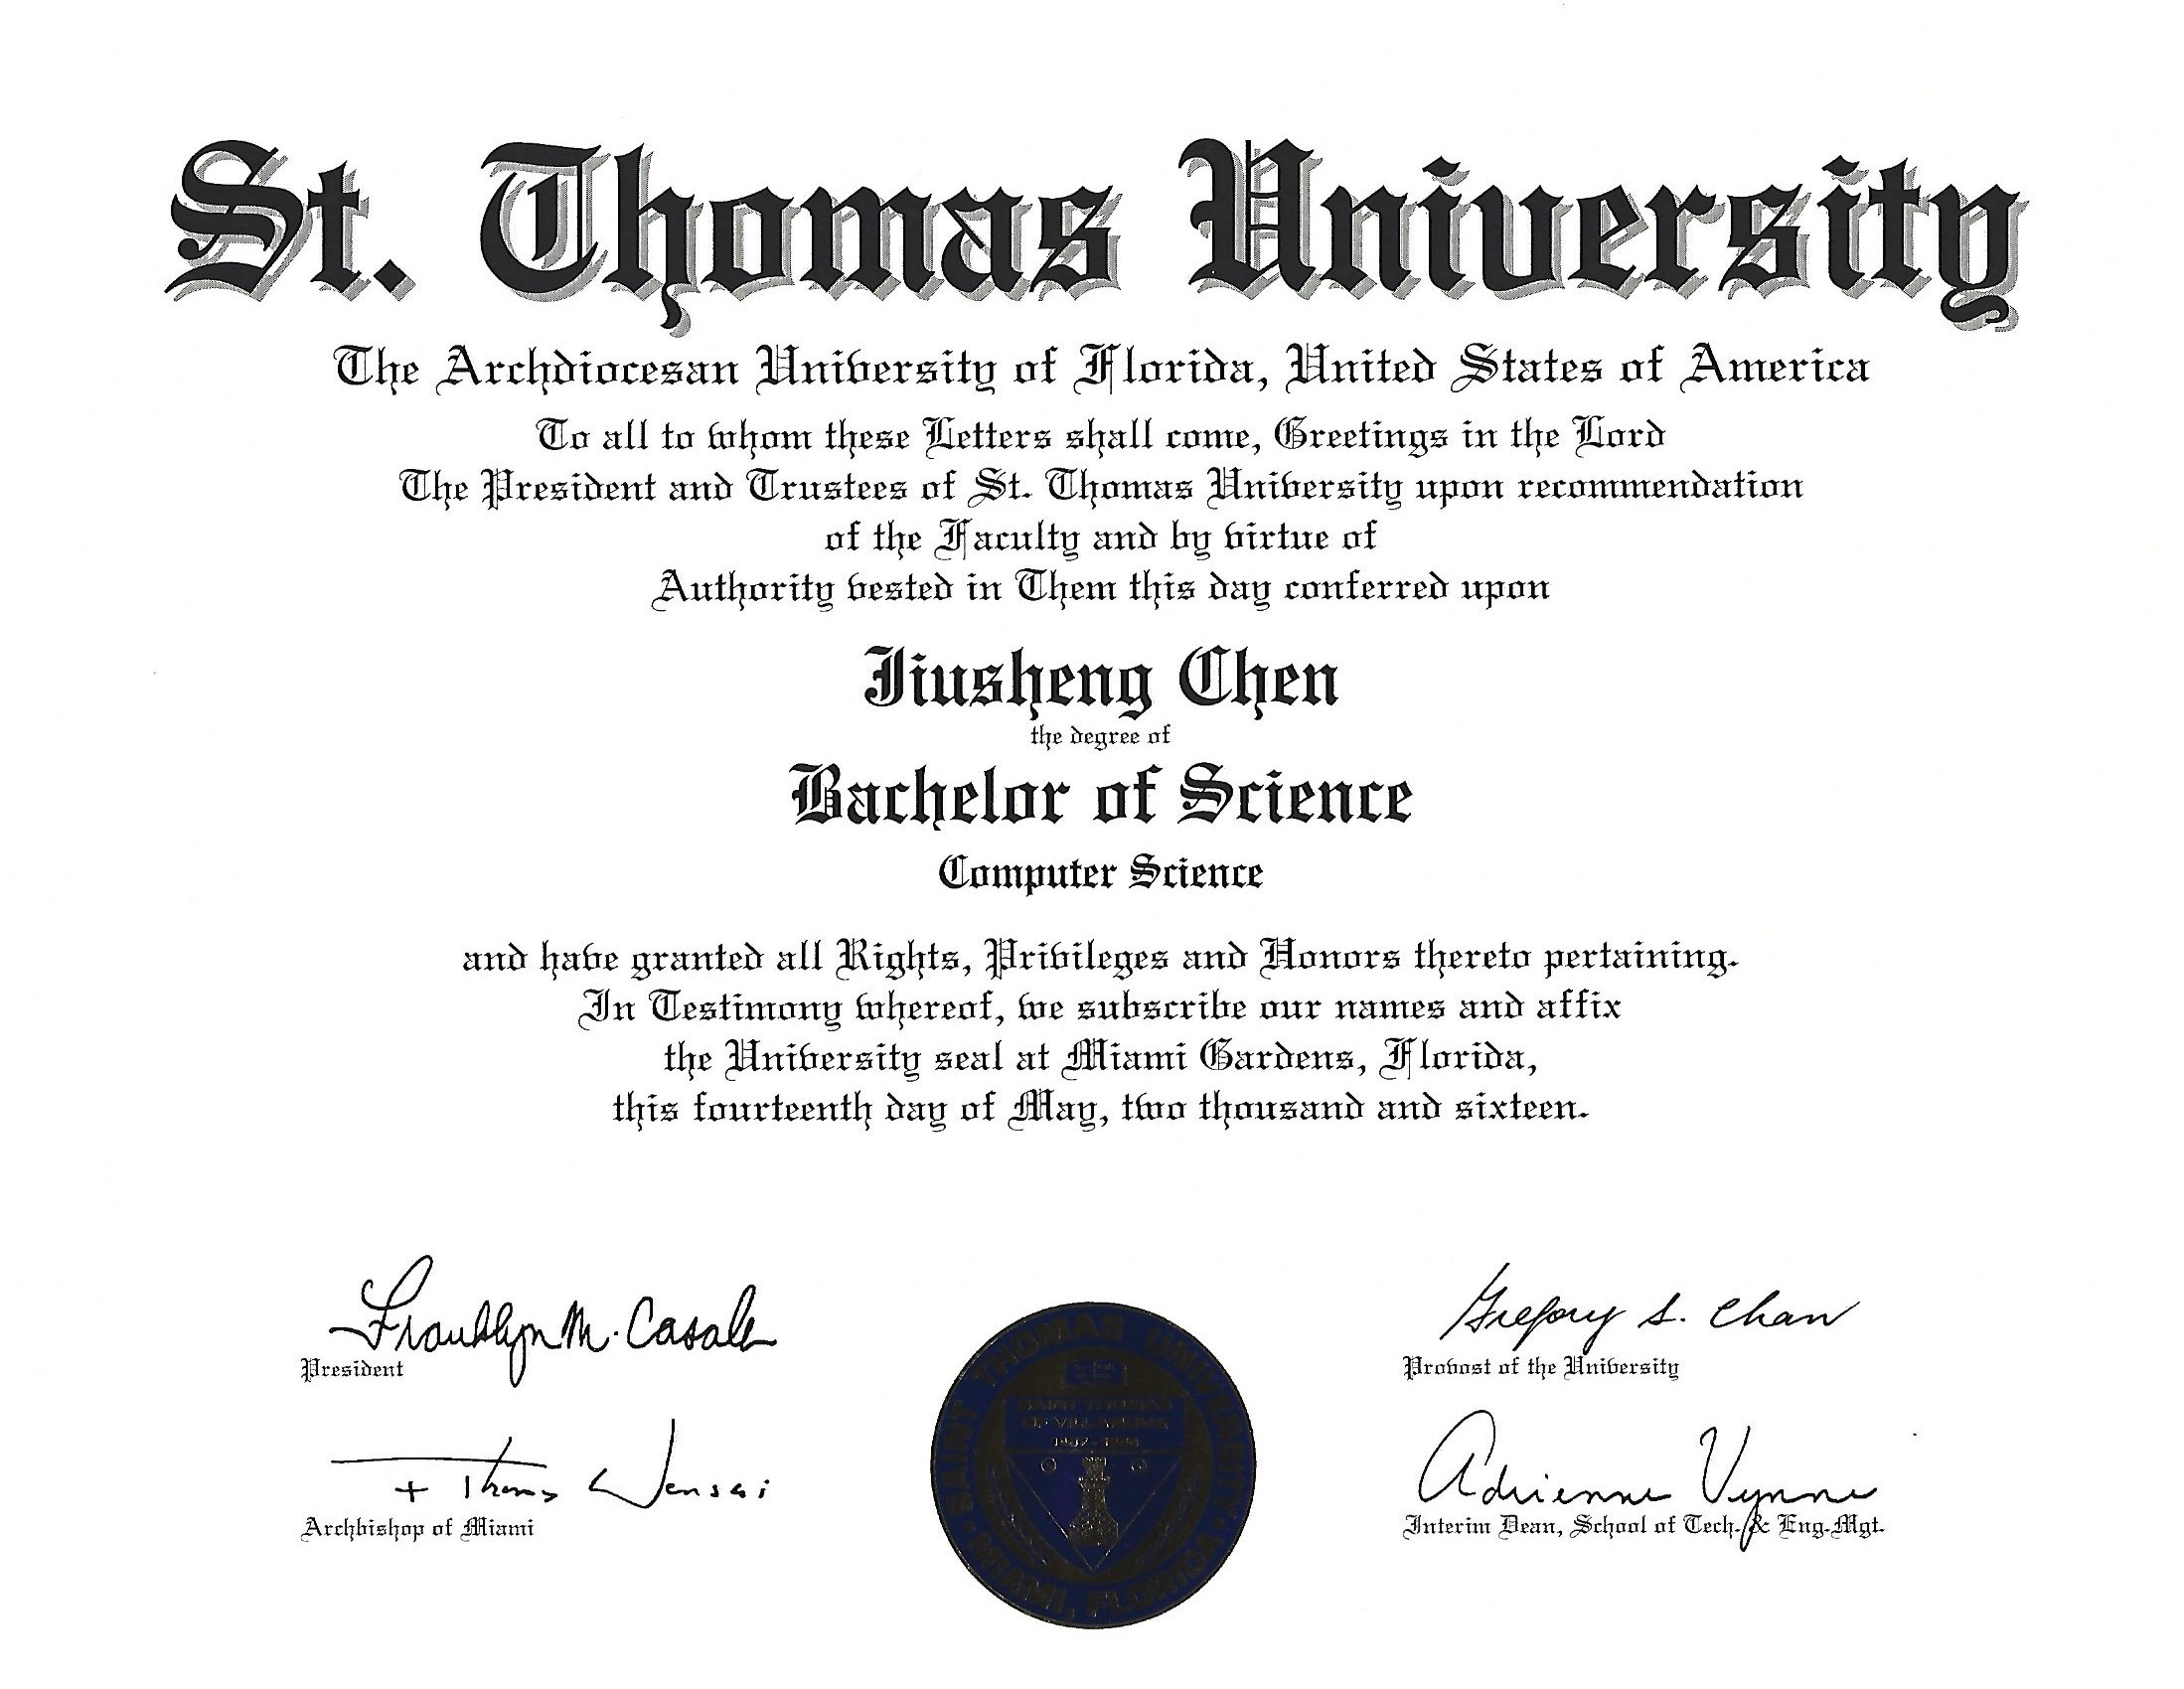 St. Thomas University
The Archdiocesan University of Florida, United States of America
To all to whom these Letters shall come, Greetings in the Lord
The President and Trustees of St. Thomas University upon recommendation
of the Faculty and by virtue of
Authority vested in Them this day conferred upon
Jiusheng Chen
the degree of
Bachelor of Science
Computer Science
and have granted all Rights, Privileges and Honors thereto pertaining.
In Testimony whereof, we subscribe our names and affix
the University seal at Miami Gardens, Florida,
this fourteenth day of May, two thousand and sixteen.
Franklyn M. Casale
President
Gregory S. Chan
Provost of the University
+ Thomas Wenski
Archbishop of Miami
Adrienne Vynne
Interim Dean, School of Tech. & Eng. Mgt.
SAINT THOMAS UNIVERSITY
SAINT THOMAS
OF VILLANOVA
MIAMI, FLORIDA